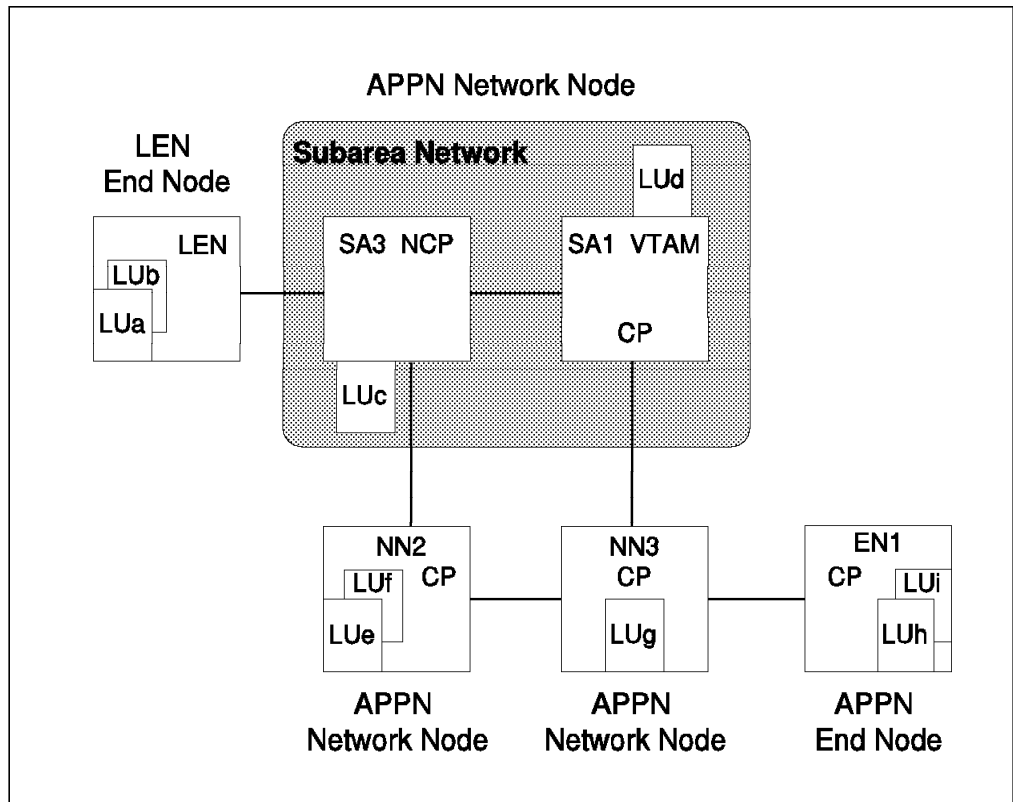 APPN Network Node
LEN
End Node
Subarea Network
LUd
LEN
LUb
LUa
SA3 NCP
SA1 VTAM
CP
LUc
NN2
CP
LUf
LUe
NN3
CP
LUg
EN1
CP
LUi
LUh
APPN
Network Node
APPN
Network Node
APPN
End Node